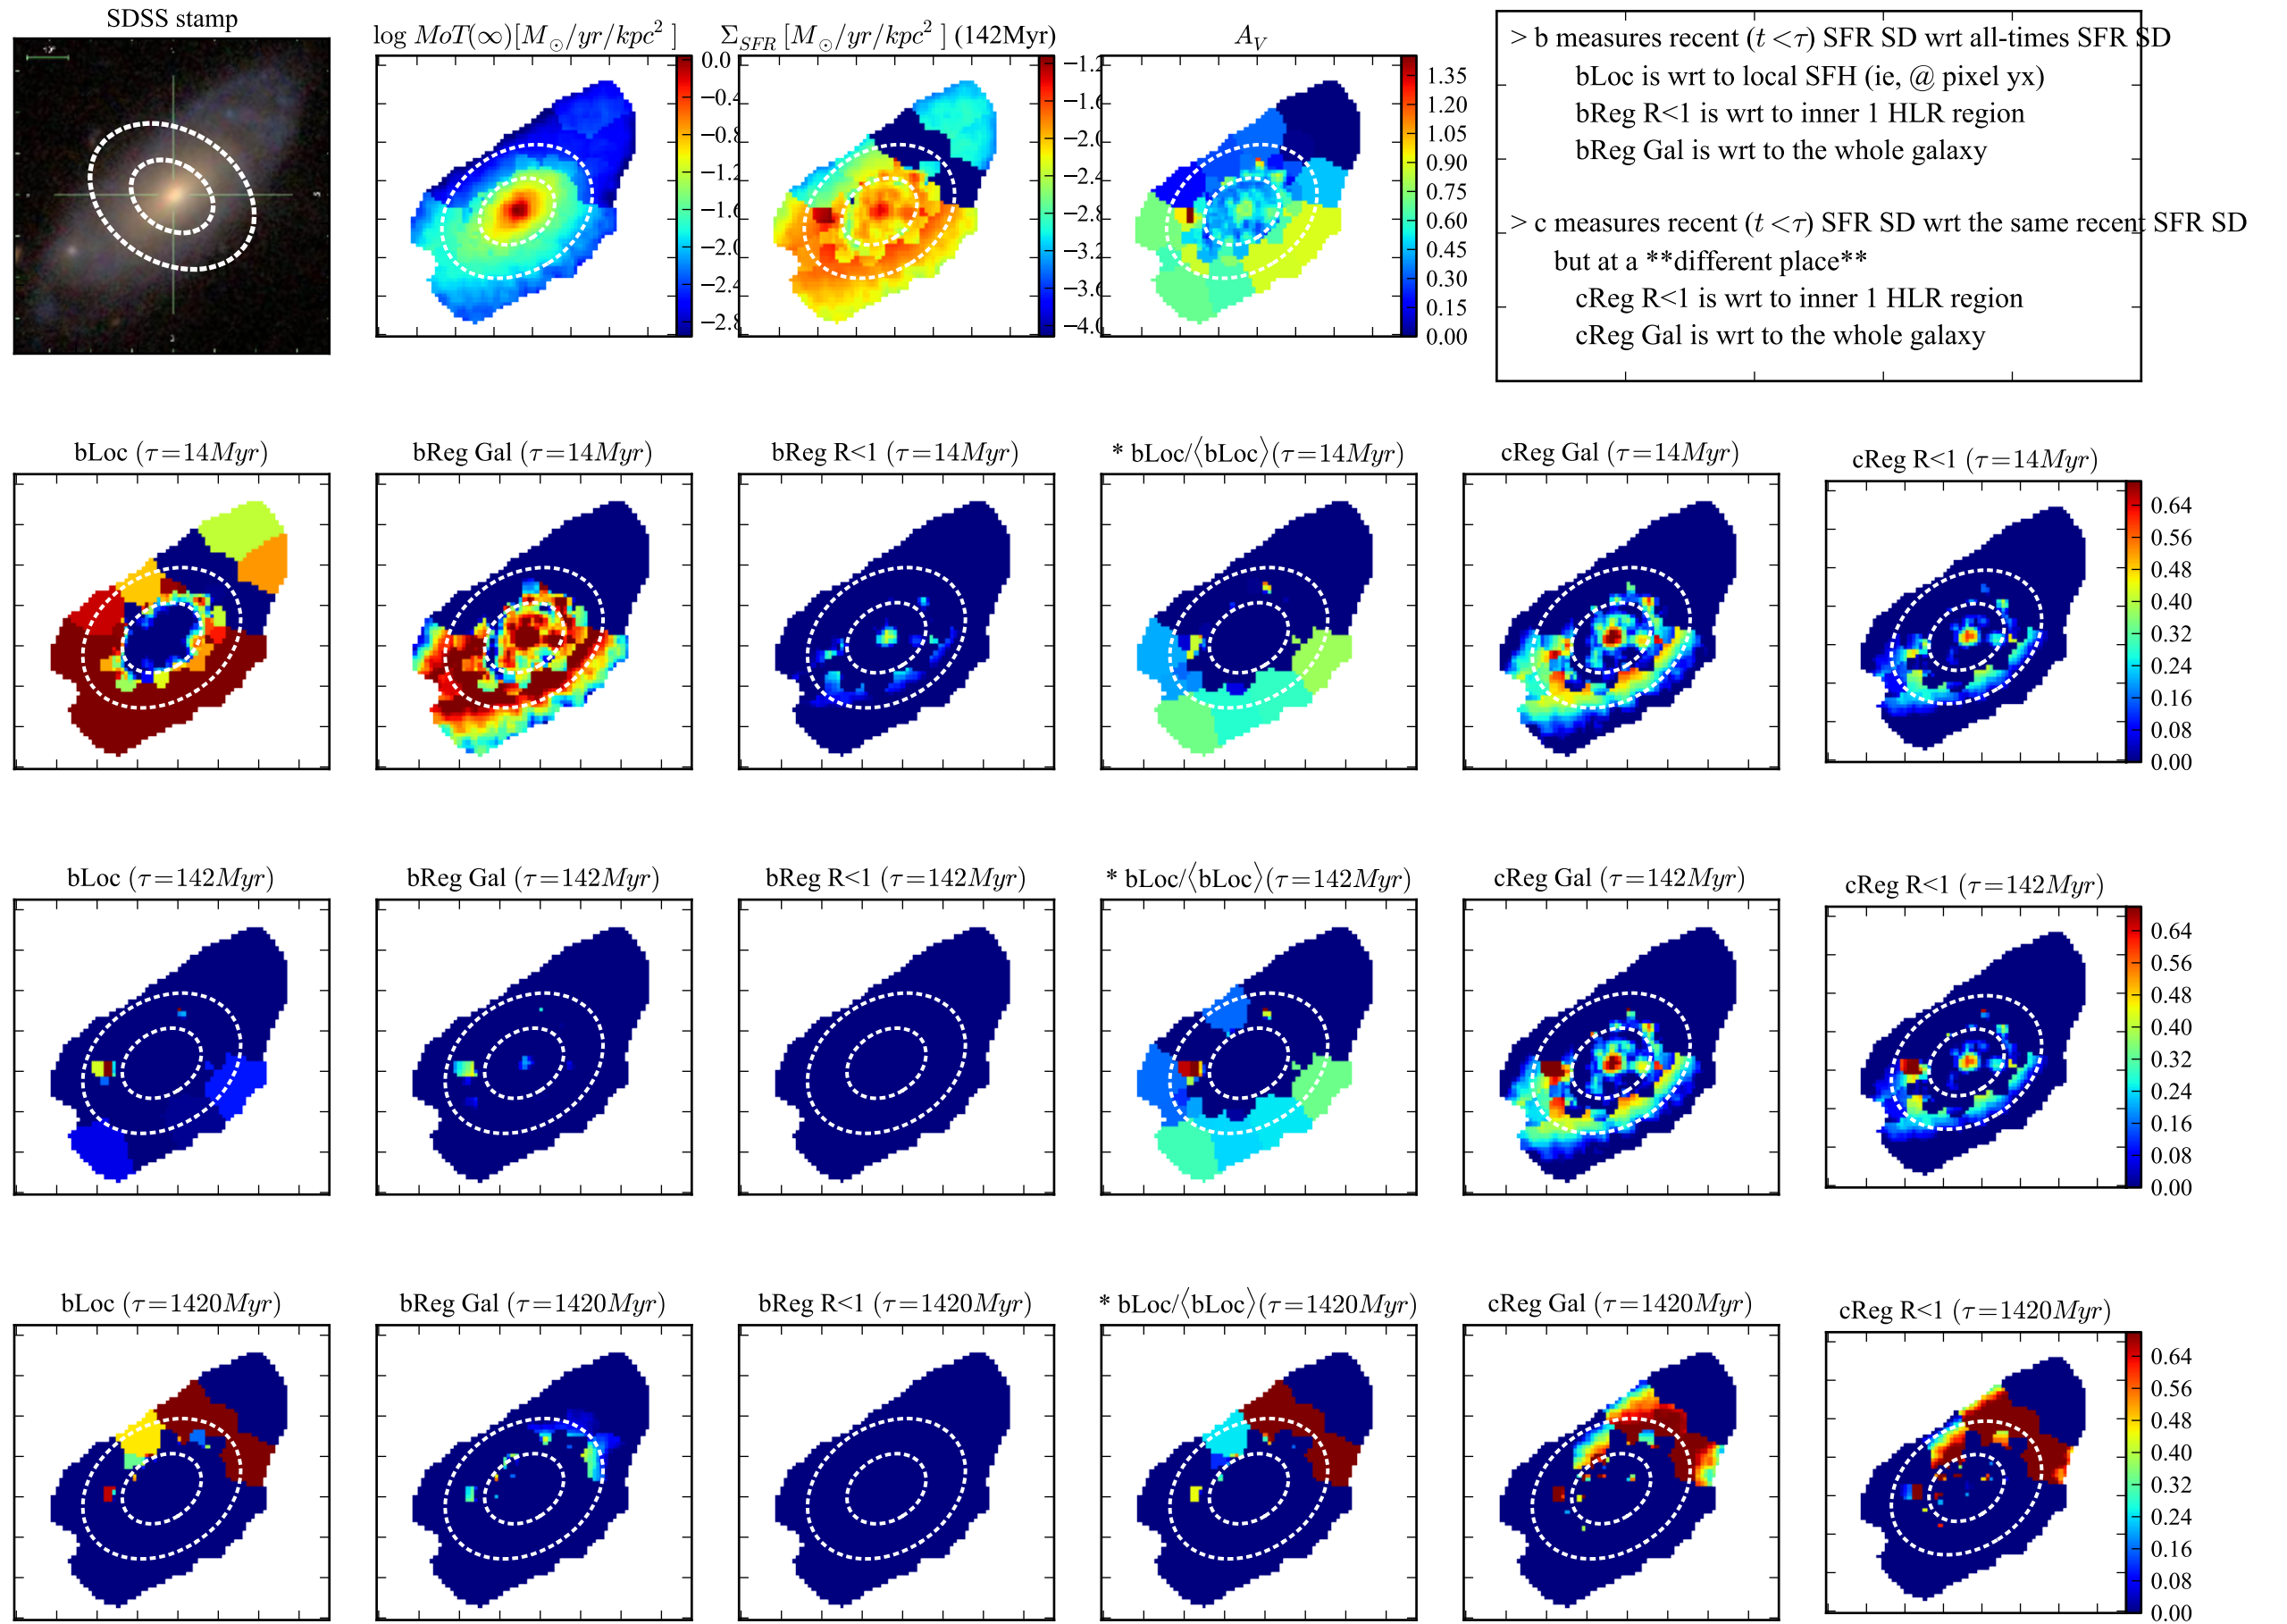 SDSS stamp
log MoT(∞)[M⊙/yr/kpc²]
Σ_SFR [M⊙/yr/kpc²] (142Myr)
A_V
0.0
−0.4
−0.8
−1.2
−1.6
−2.0
−2.4
−2.8
−1.2
−1.6
−2.0
−2.4
−2.8
−3.2
−3.6
−4.0
1.35
1.20
1.05
0.90
0.75
0.60
0.45
0.30
0.15
0.00
> b measures recent (t <τ) SFR SD wrt all-times SFR SD
bLoc is wrt to local SFH (ie, @ pixel yx)
bReg R<1 is wrt to inner 1 HLR region
bReg Gal is wrt to the whole galaxy
> c measures recent (t <τ) SFR SD wrt the same recent SFR SD
but at a **different place**
cReg R<1 is wrt to inner 1 HLR region
cReg Gal is wrt to the whole galaxy
bLoc (τ=14Myr)
bReg Gal (τ=14Myr)
bReg R<1 (τ=14Myr)
* bLoc/⟨bLoc⟩(τ=14Myr)
cReg Gal (τ=14Myr)
cReg R<1 (τ=14Myr)
0.64
0.56
0.48
0.40
0.32
0.24
0.16
0.08
0.00
bLoc (τ=142Myr)
bReg Gal (τ=142Myr)
bReg R<1 (τ=142Myr)
* bLoc/⟨bLoc⟩(τ=142Myr)
cReg Gal (τ=142Myr)
cReg R<1 (τ=142Myr)
0.64
0.56
0.48
0.40
0.32
0.24
0.16
0.08
0.00
bLoc (τ=1420Myr)
bReg Gal (τ=1420Myr)
bReg R<1 (τ=1420Myr)
* bLoc/⟨bLoc⟩(τ=1420Myr)
cReg Gal (τ=1420Myr)
cReg R<1 (τ=1420Myr)
0.64
0.56
0.48
0.40
0.32
0.24
0.16
0.08
0.00